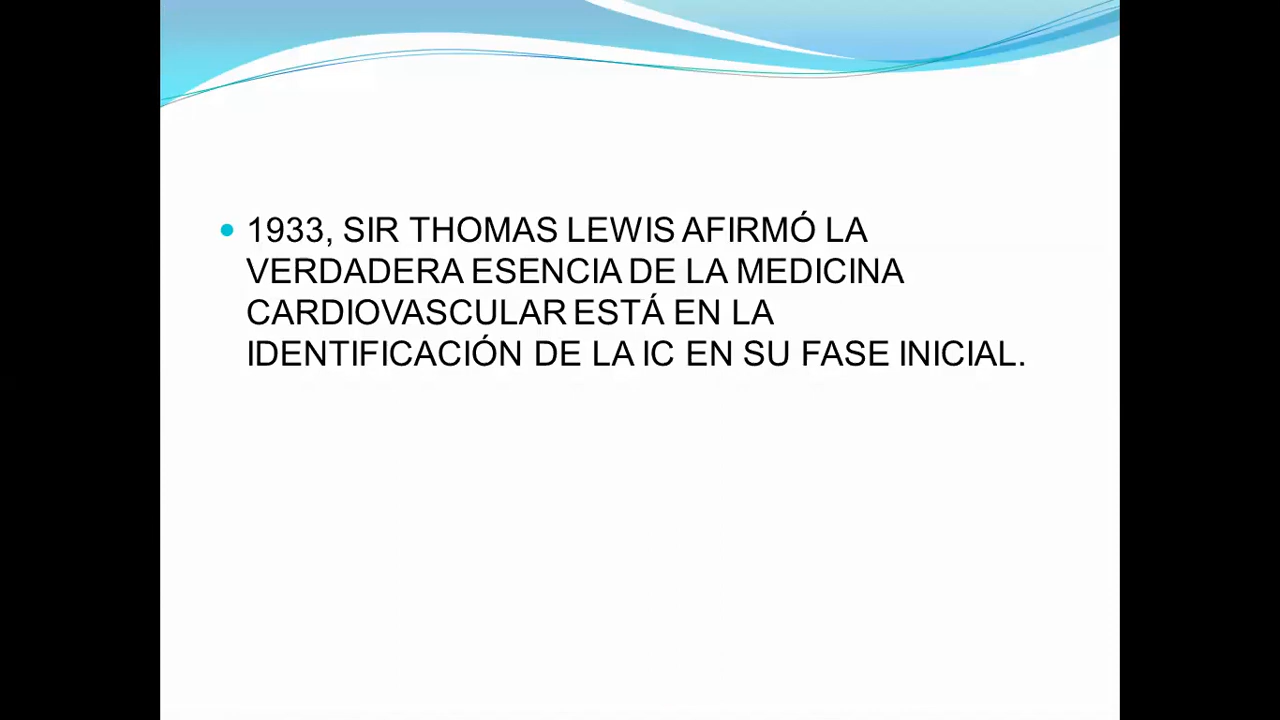 1933, SIR THOMAS LEWIS AFIRMÓ LA
VERDADERA ESENCIA DE LA MEDICINA
CARDIOVASCULAR ESTÁ EN LA
IDENTIFICACIÓN DE LA IC EN SU FASE INICIAL.